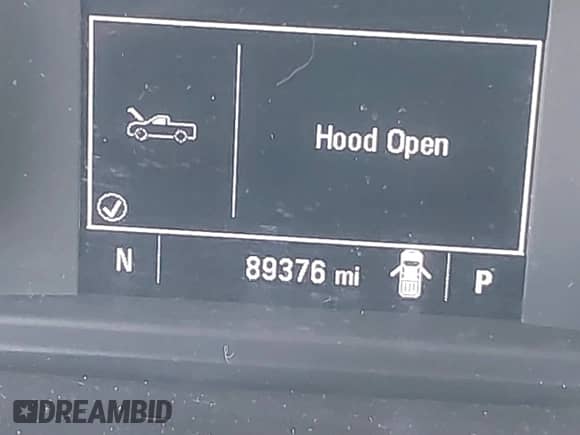 Hood Open
N 89376 mi P
DREAMBID